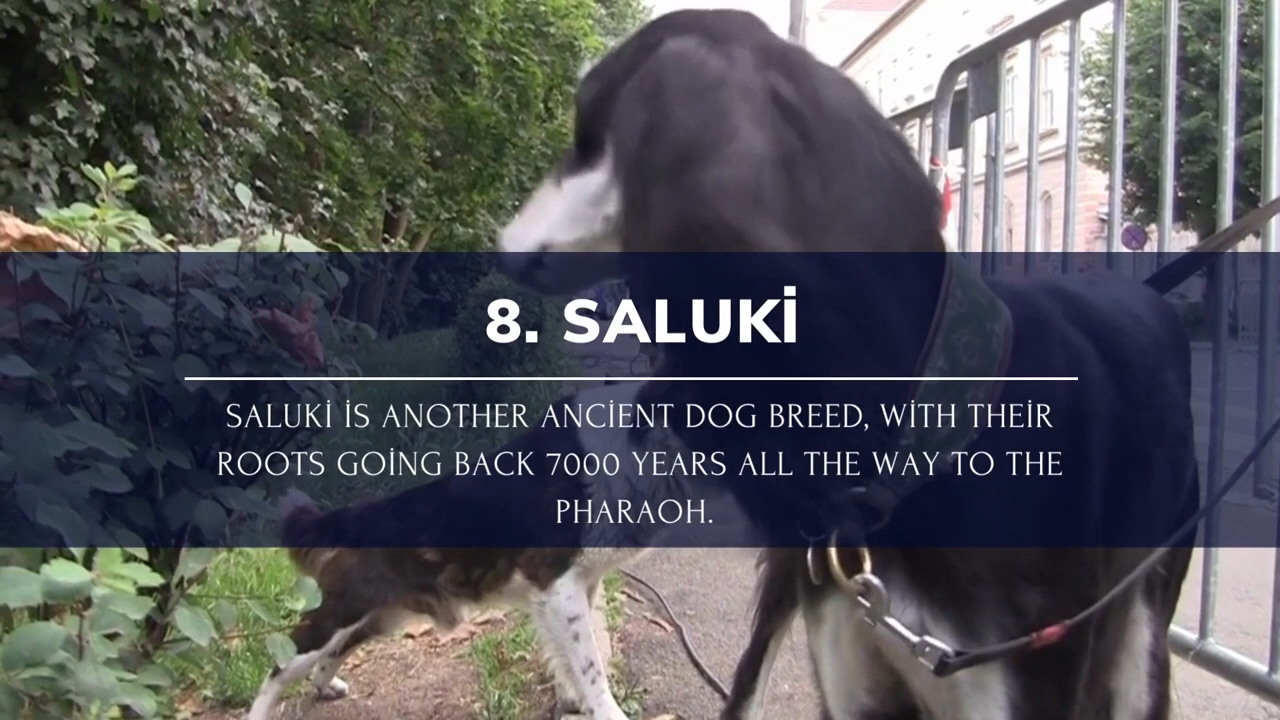 8. SALUKİ
SALUKİ İS ANOTHER ANCİENT DOG BREED, WİTH THEİR
ROOTS GOİNG BACK 7000 YEARS ALL THE WAY TO THE
PHARAOH.